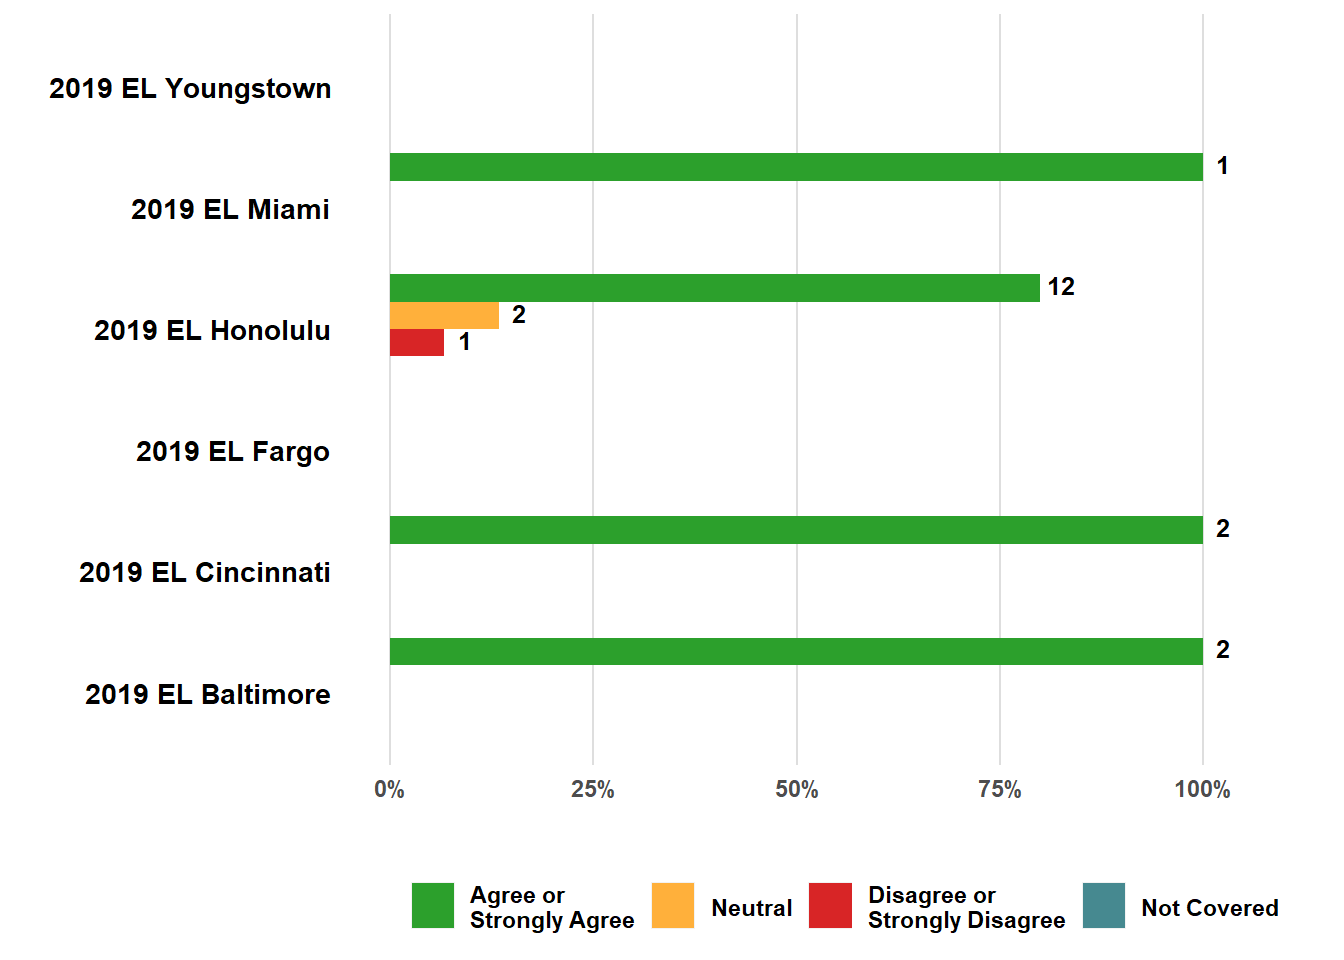 2019 EL Youngstown
1
2019 EL Miami
12
2
2019 EL Honolulu
1
2019 EL Fargo
2
2019 EL Cincinnati
2
2019 EL Baltimore
0% 25% 50% 75% 100%
Agree or
Strongly Agree
Neutral
Disagree or
Strongly Disagree
Not Covered